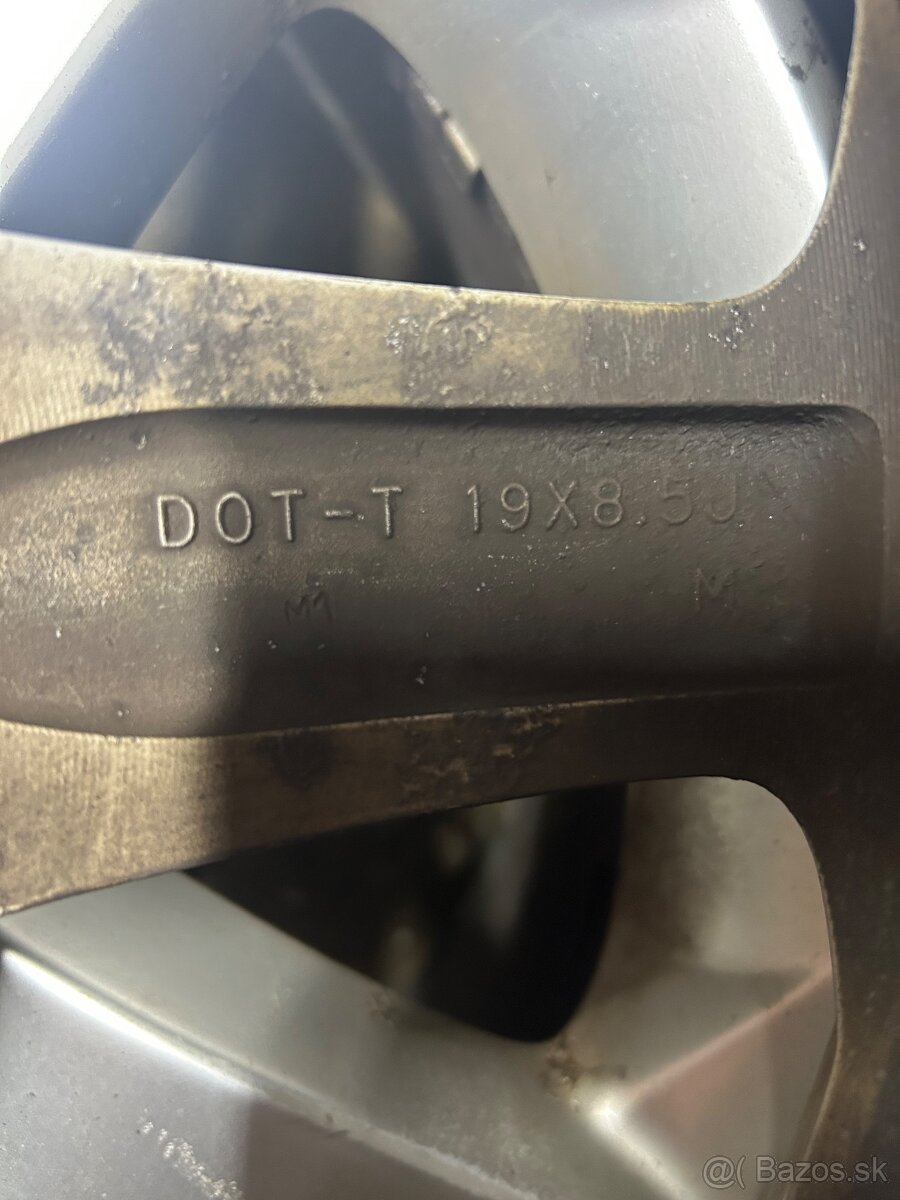 DOT-T 19X8.5J
M
@( Bazos.sk